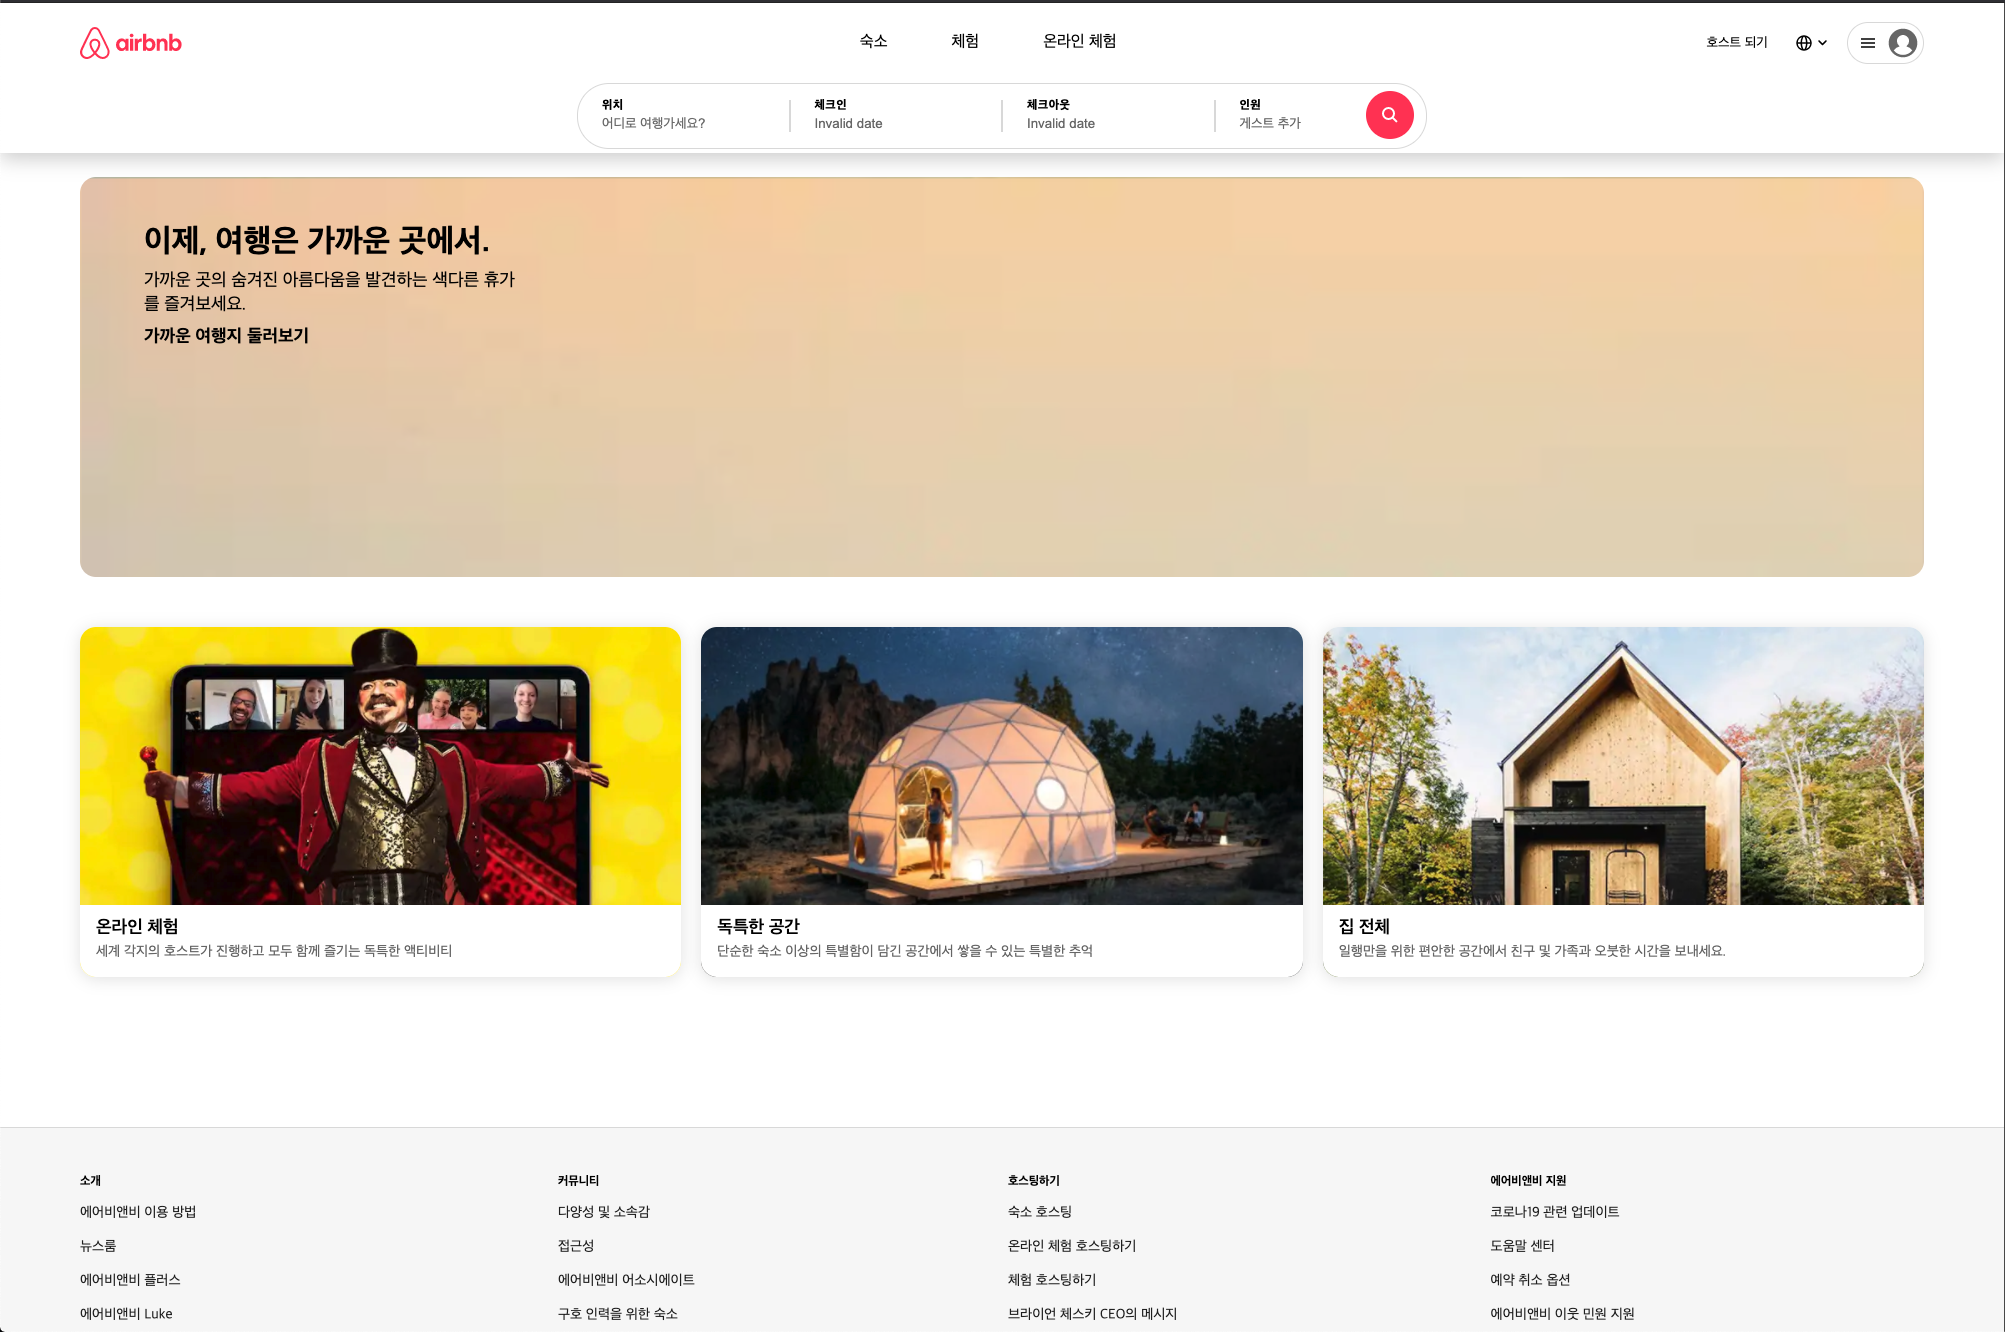 airbnb
숙소
체험
온라인 체험
호스트 되기
위치
어디로 여행가세요?
체크인
Invalid date
체크아웃
Invalid date
인원
게스트 추가
이제, 여행은 가까운 곳에서.
가까운 곳의 숨겨진 아름다움을 발견하는 색다른 휴가
를 즐겨보세요.
가까운 여행지 둘러보기
온라인 체험
세계 각지의 호스트가 진행하고 모두 함께 즐기는 독특한 액티비티
독특한 공간
단순한 숙소 이상의 특별함이 담긴 공간에서 쌓을 수 있는 특별한 추억
집 전체
일행만을 위한 편안한 공간에서 친구 및 가족과 오붓한 시간을 보내세요.
소개
에어비앤비 이용 방법
뉴스룸
에어비앤비 플러스
에어비앤비 Luke
커뮤니티
다양성 및 소속감
접근성
에어비앤비 어소시에이트
구호 인력을 위한 숙소
호스팅하기
숙소 호스팅
온라인 체험 호스팅하기
체험 호스팅하기
브라이언 체스키 CEO의 메시지
에어비앤비 지원
코로나19 관련 업데이트
도움말 센터
예약 취소 옵션
에어비앤비 이웃 민원 지원